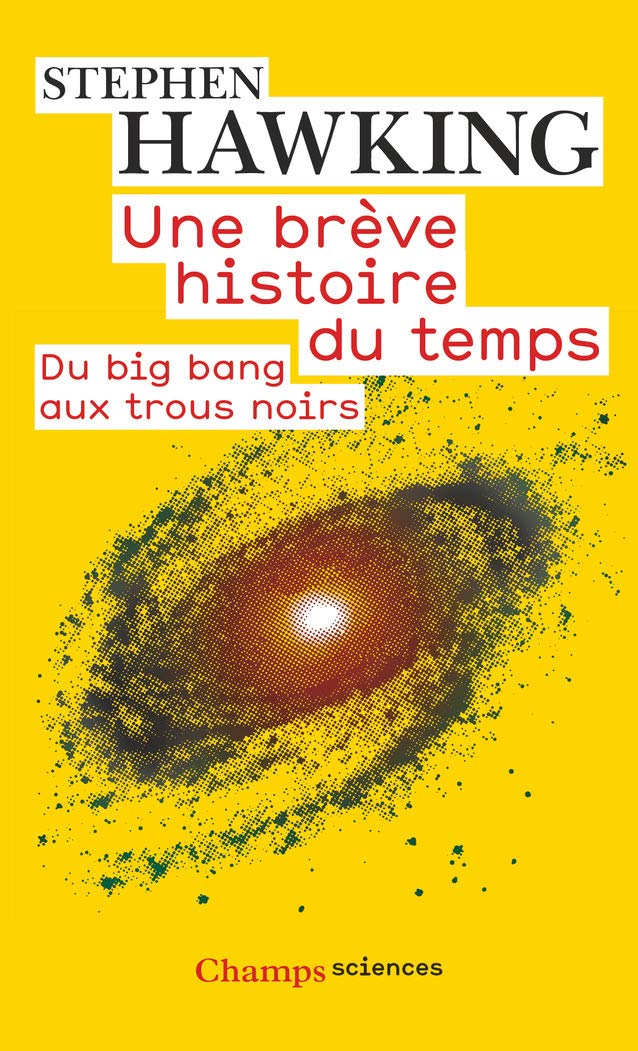 STEPHEN
HAWKING
Une brève
histoire
du temps
Du big bang
aux trous noirs
Champs sciences